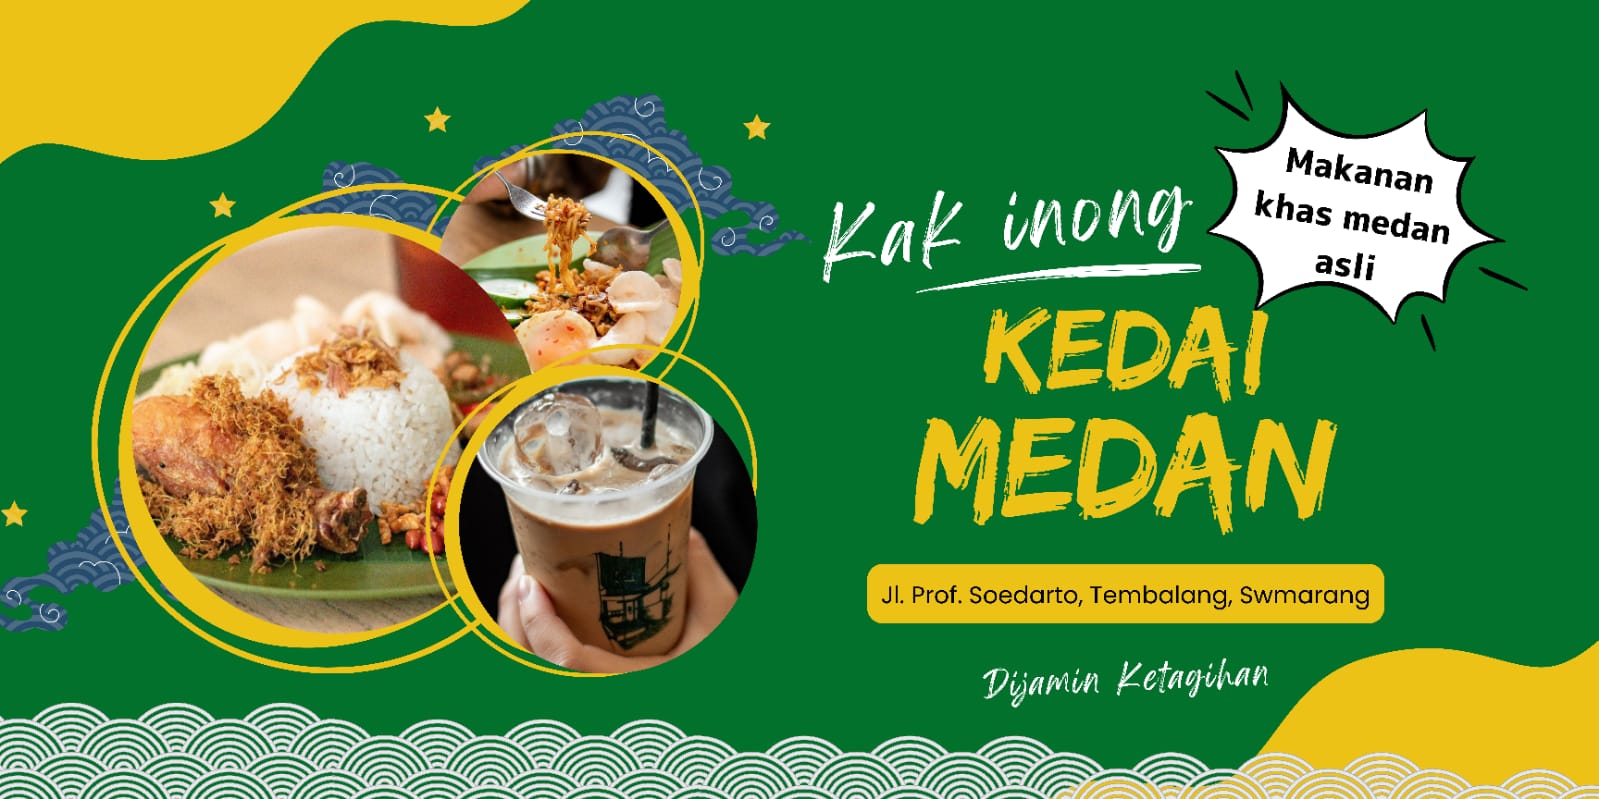 Kak inong
Makanan
khas medan
asli
KEDAI
MEDAN
Jl. Prof. Soedarto, Tembalang, Swmarang
Dijamin Ketagihan